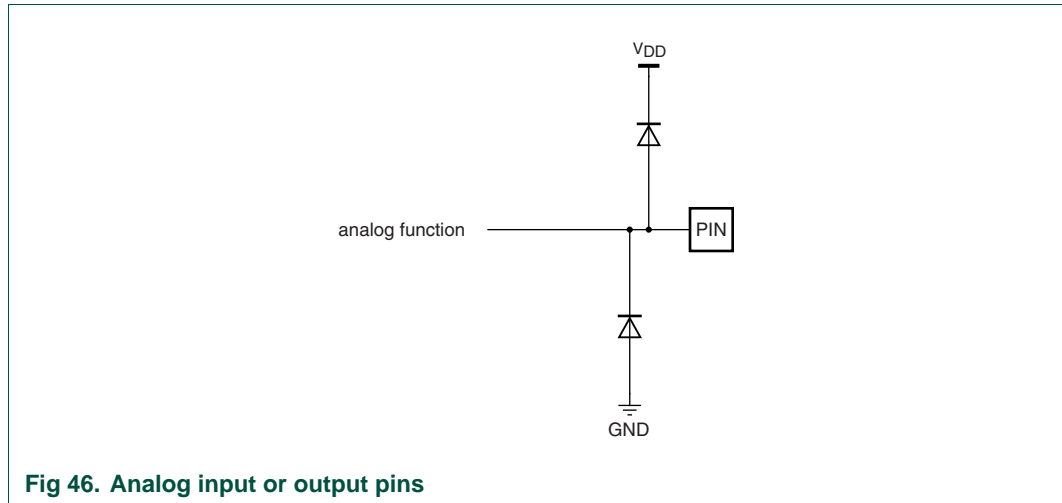 VDD
analog function
PIN
GND
Fig 46. Analog input or output pins